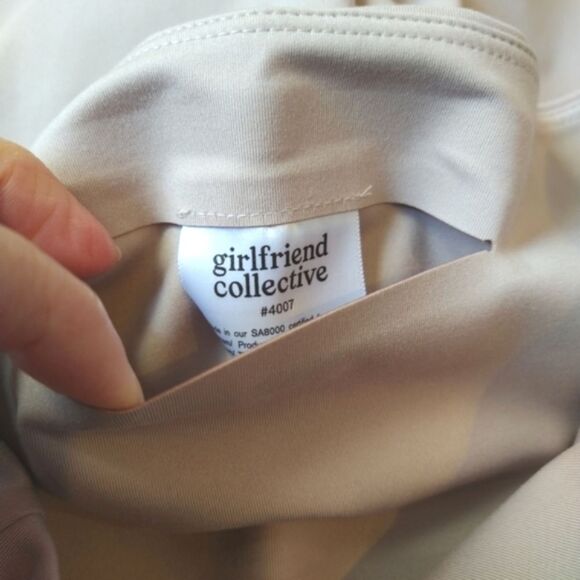 girlfriend
collective
#4007
in our SA8000 certified